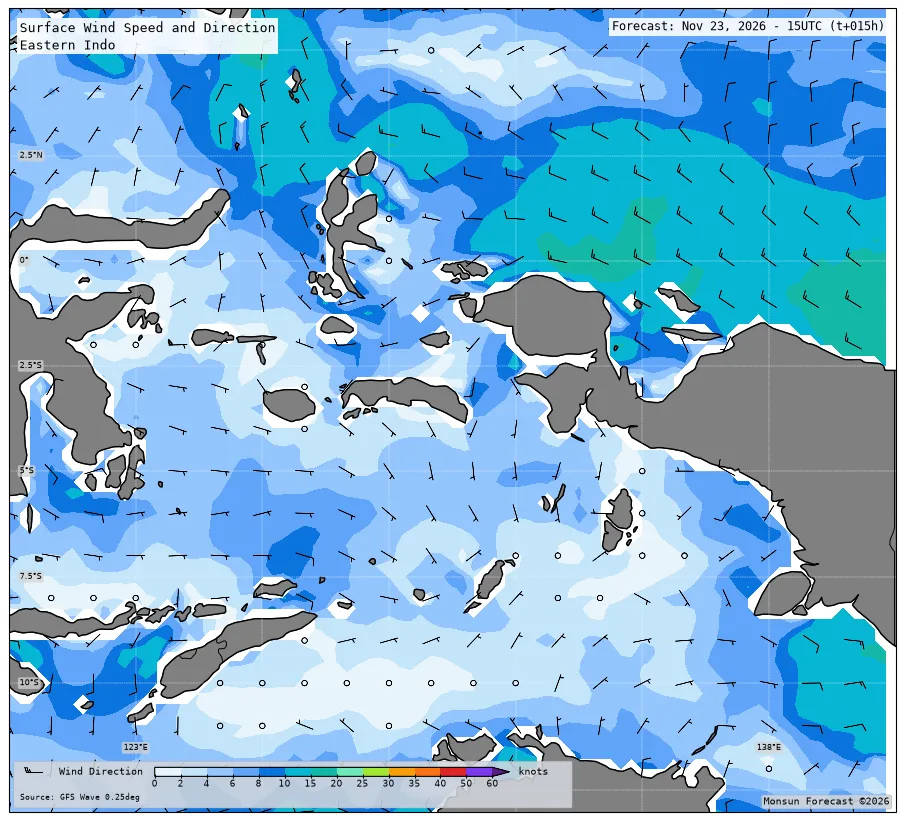 Surface Wind Speed and Direction
Eastern Indo
Forecast: Nov 23, 2026 - 15UTC (t+015h)
2.5°N
0°
2.5°S
5°S
7.5°S
10°S
123°E
138°E
Wind Direction
knots
0 2 4 6 8 10 15 20 25 30 35 40 50 60
Source: GFS Wave 0.25deg
Monsun Forecast ©2026